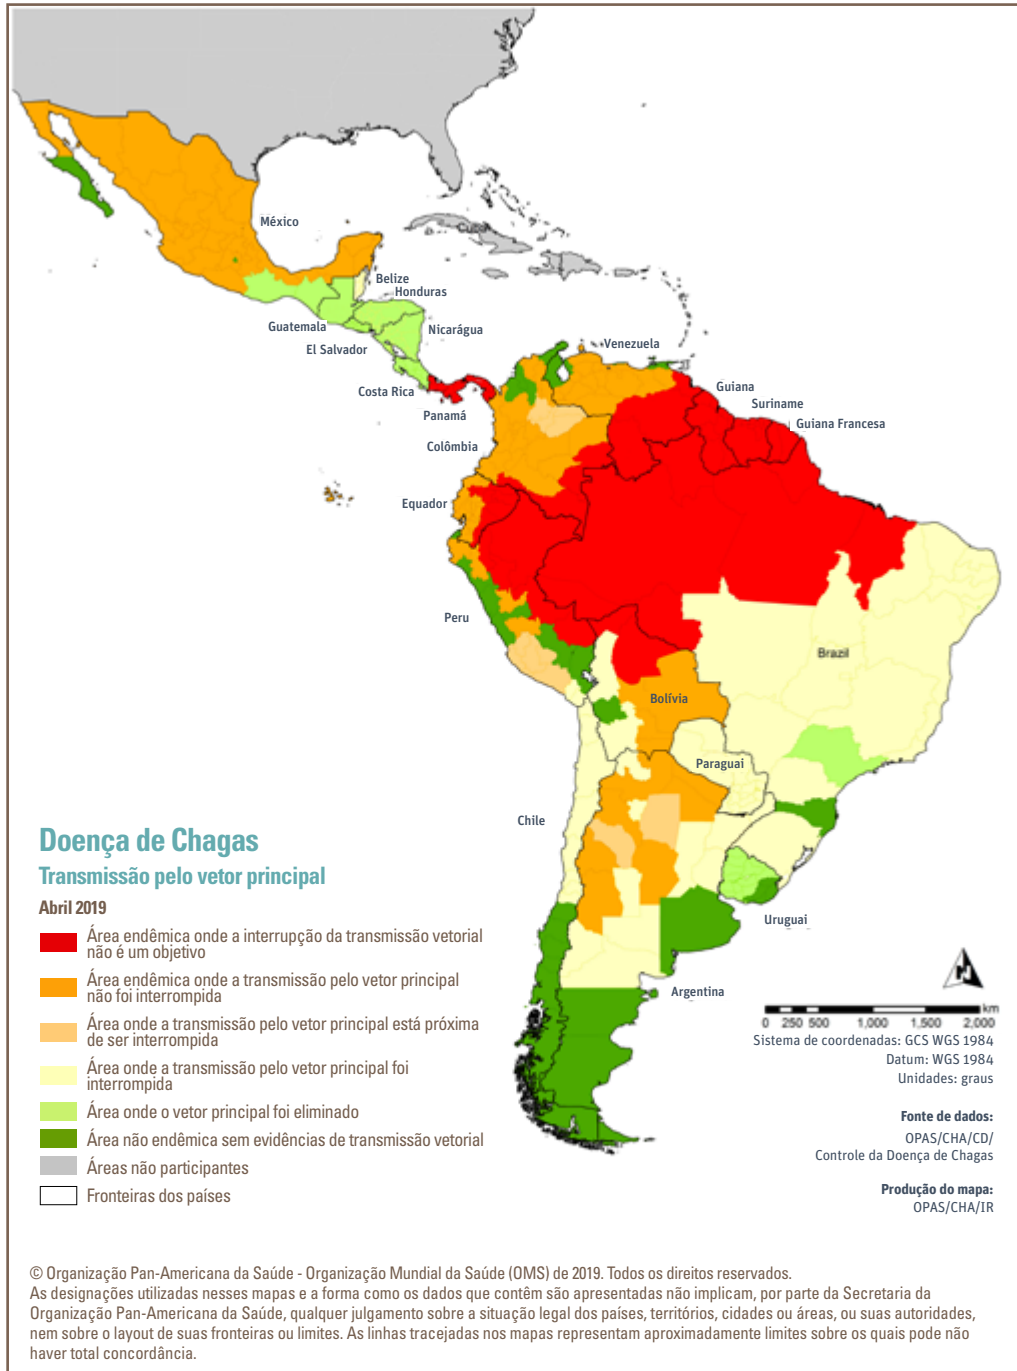 México
Cuba
Belize
Honduras
Guatemala
Nicarágua
El Salvador
Costa Rica
Panamá
Venezuela
Guiana
Suriname
Guiana Francesa
Colômbia
Equador
Peru
Brazil
Bolívia
Paraguai
Chile
Uruguai
Argentina
Doença de Chagas
Transmissão pelo vetor principal
Abril 2019
Área endêmica onde a interrupção da transmissão vetorial
não é um objetivo
Área endêmica onde a transmissão pelo vetor principal
não foi interrompida
Área onde a transmissão pelo vetor principal está próxima
de ser interrompida
Área onde a transmissão pelo vetor principal foi
interrompida
Área onde o vetor principal foi eliminado
Área não endêmica sem evidências de transmissão vetorial
Áreas não participantes
Fronteiras dos países
N
km
0 250 500 1,000 1,500 2,000
Sistema de coordenadas: GCS WGS 1984
Datum: WGS 1984
Unidades: graus
Fonte de dados:
OPAS/CHA/CD/
Controle da Doença de Chagas
Produção do mapa:
OPAS/CHA/IR
© Organização Pan-Americana da Saúde - Organização Mundial da Saúde (OMS) de 2019. Todos os direitos reservados.
As designações utilizadas nesses mapas e a forma como os dados que contêm são apresentadas não implicam, por parte da Secretaria da
Organização Pan-Americana da Saúde, qualquer julgamento sobre a situação legal dos países, territórios, cidades ou áreas, ou suas autoridades,
nem sobre o layout de suas fronteiras ou limites. As linhas tracejadas nos mapas representam aproximadamente limites sobre os quais pode não
haver total concordância.